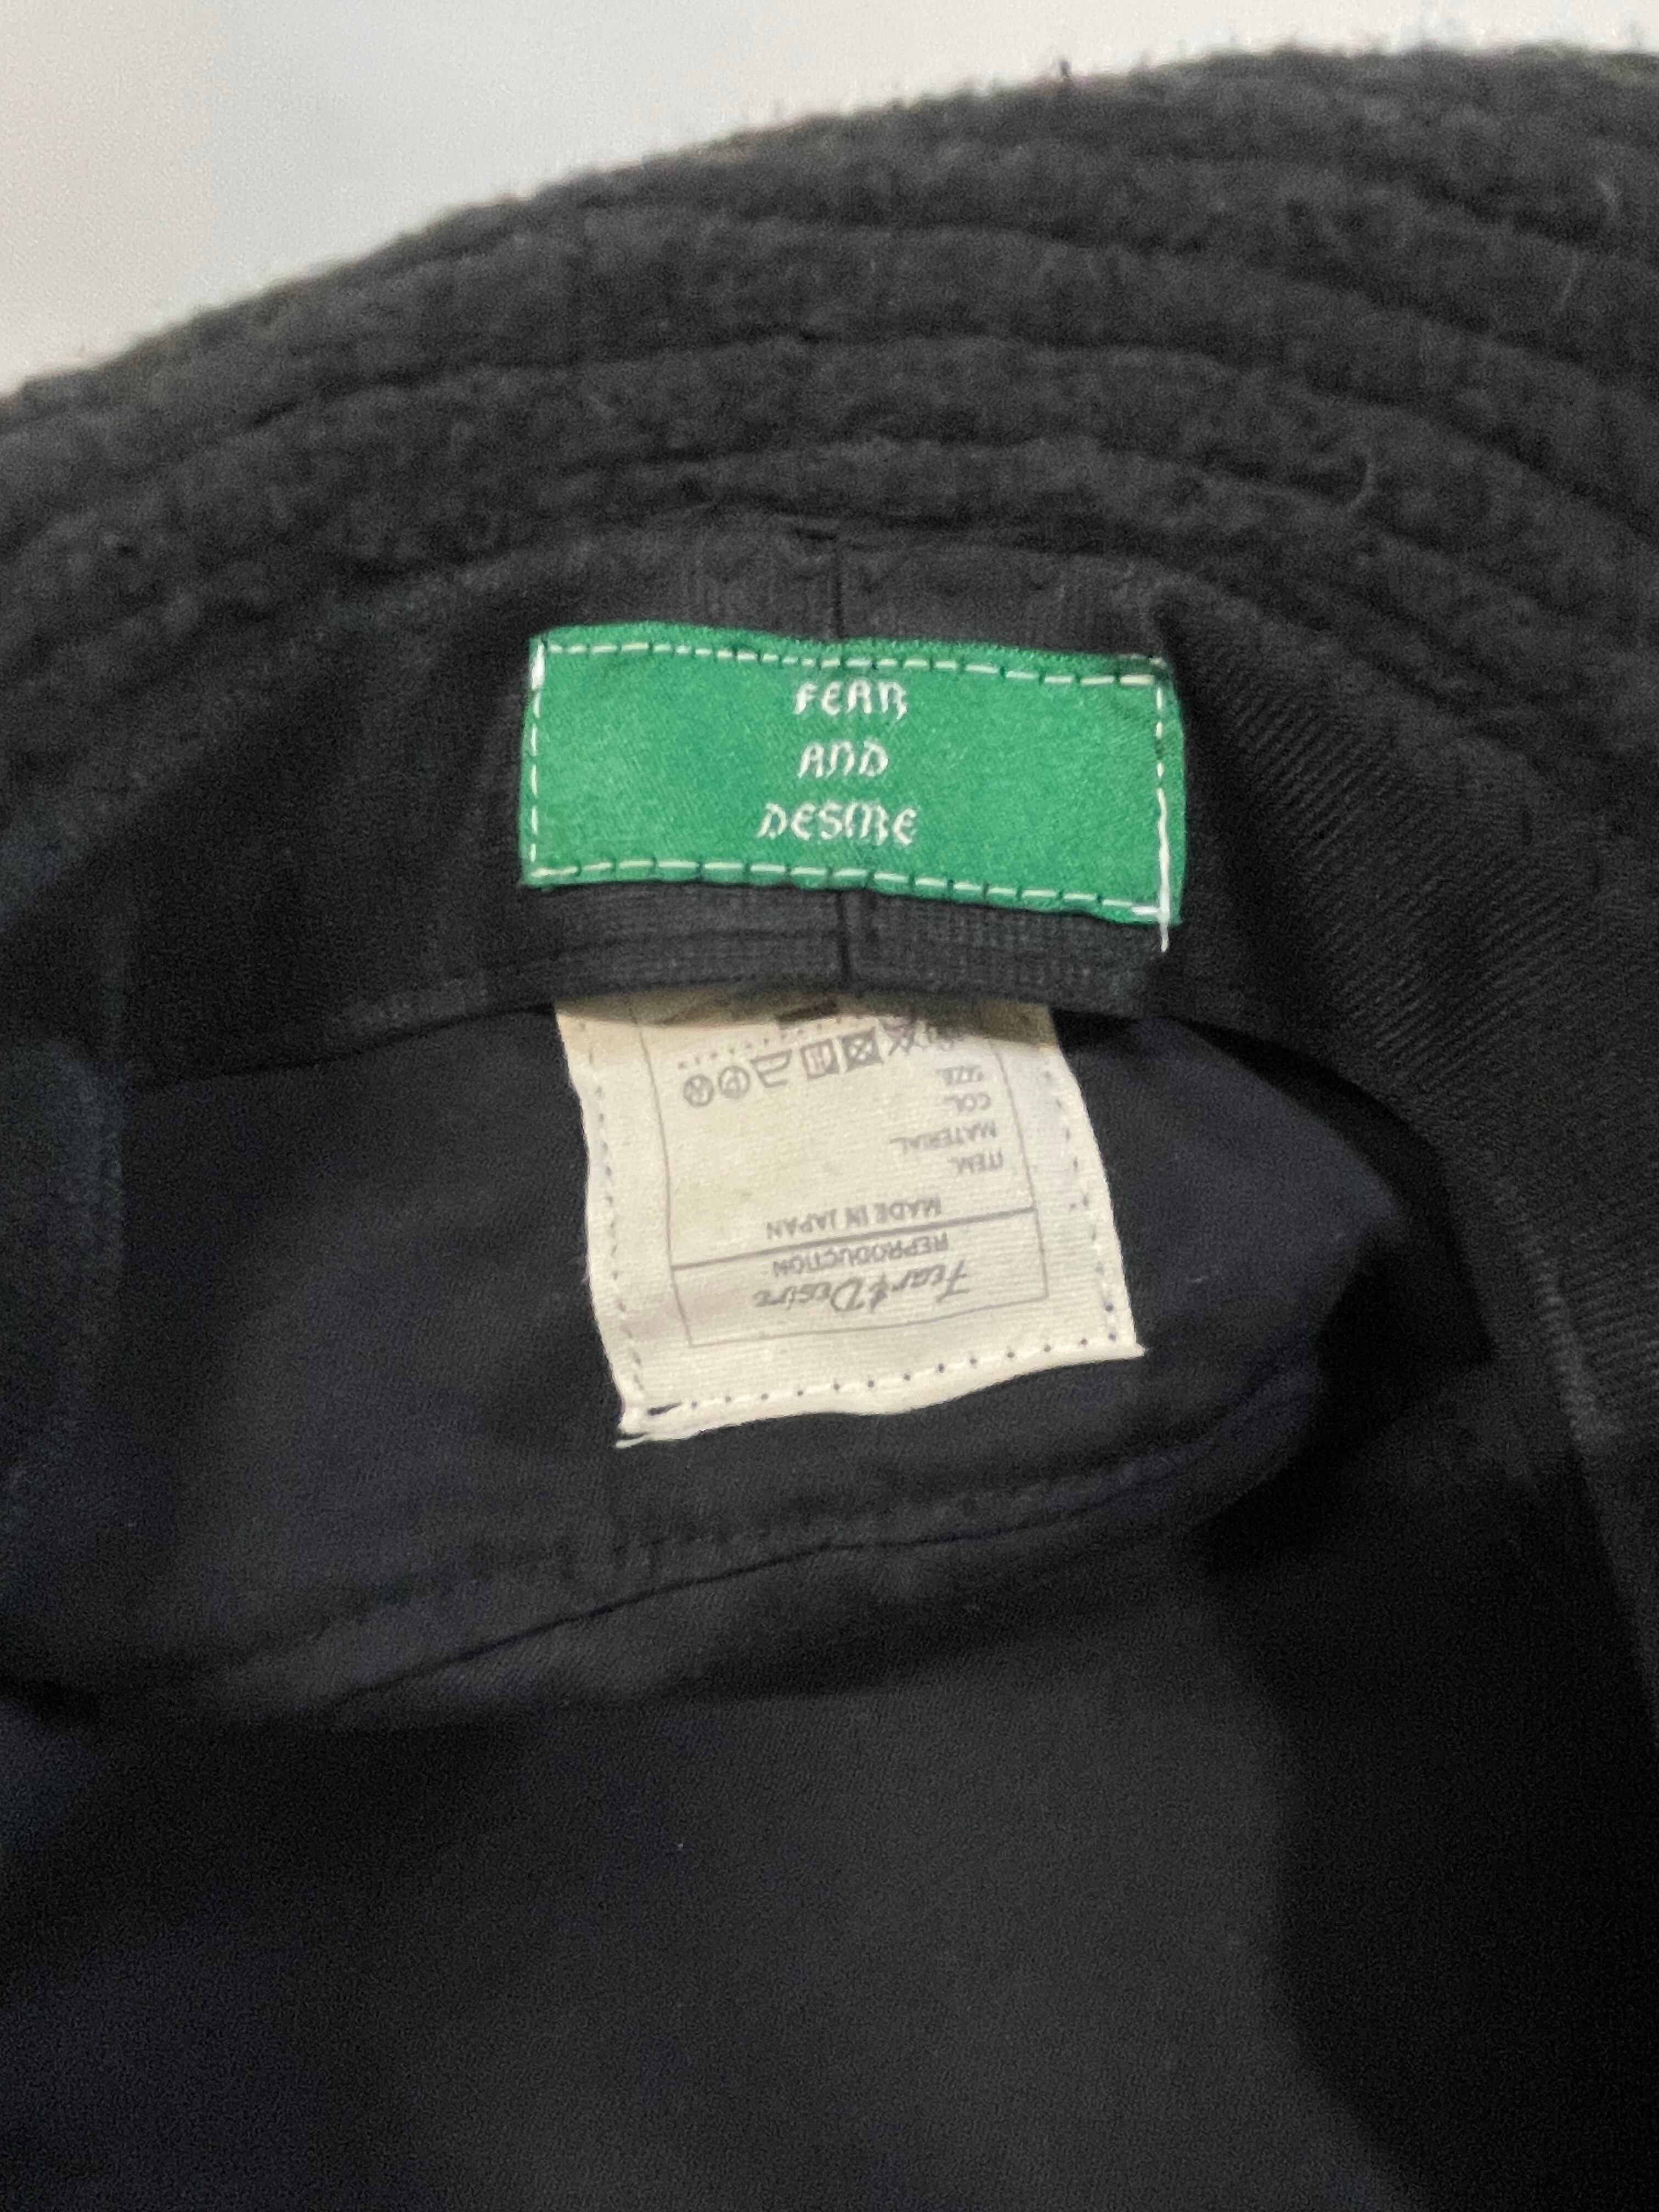 FEAR
AND
DESIRE
Fear & Desire
REPRODUCTION
MADE IN JAPAN
ITEM.
MATERIAL.
COL.
SIZE.